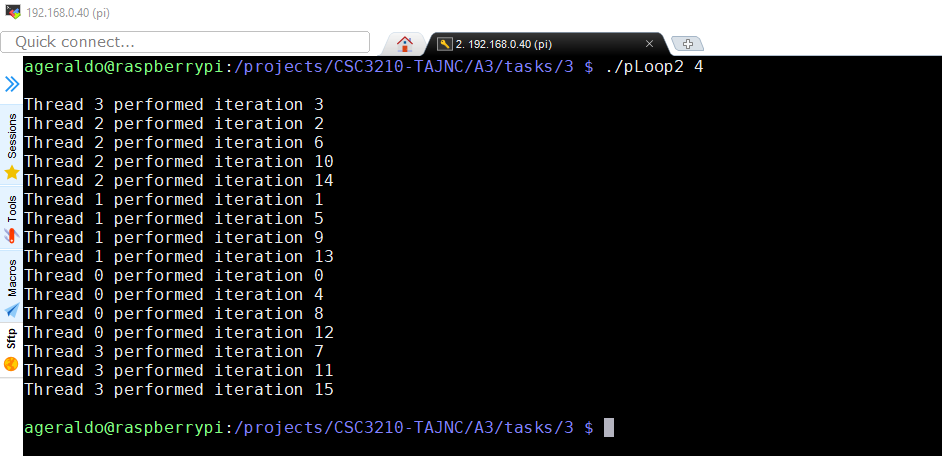 192.168.0.40 (pi)
Quick connect...
2. 192.168.0.40 (pi)
Sessions
Tools
Macros
Sftp
ageraldo@raspberrypi:/projects/CSC3210-TAJNC/A3/tasks/3 $ ./pLoop2 4
Thread 3 performed iteration 3
Thread 2 performed iteration 2
Thread 2 performed iteration 6
Thread 2 performed iteration 10
Thread 2 performed iteration 14
Thread 1 performed iteration 1
Thread 1 performed iteration 5
Thread 1 performed iteration 9
Thread 1 performed iteration 13
Thread 0 performed iteration 0
Thread 0 performed iteration 4
Thread 0 performed iteration 8
Thread 0 performed iteration 12
Thread 3 performed iteration 7
Thread 3 performed iteration 11
Thread 3 performed iteration 15
ageraldo@raspberrypi:/projects/CSC3210-TAJNC/A3/tasks/3 $